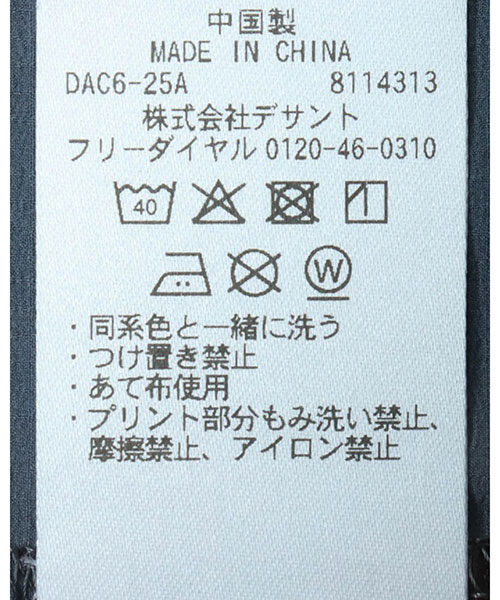 中国製
MADE IN CHINA
DAC6-25A 8114313
株式会社デサント
フリーダイヤル 0120-46-0310
40
W
・同系色と一緒に洗う
・つけ置き禁止
・あて布使用
・プリント部分もみ洗い禁止、
摩擦禁止、アイロン禁止